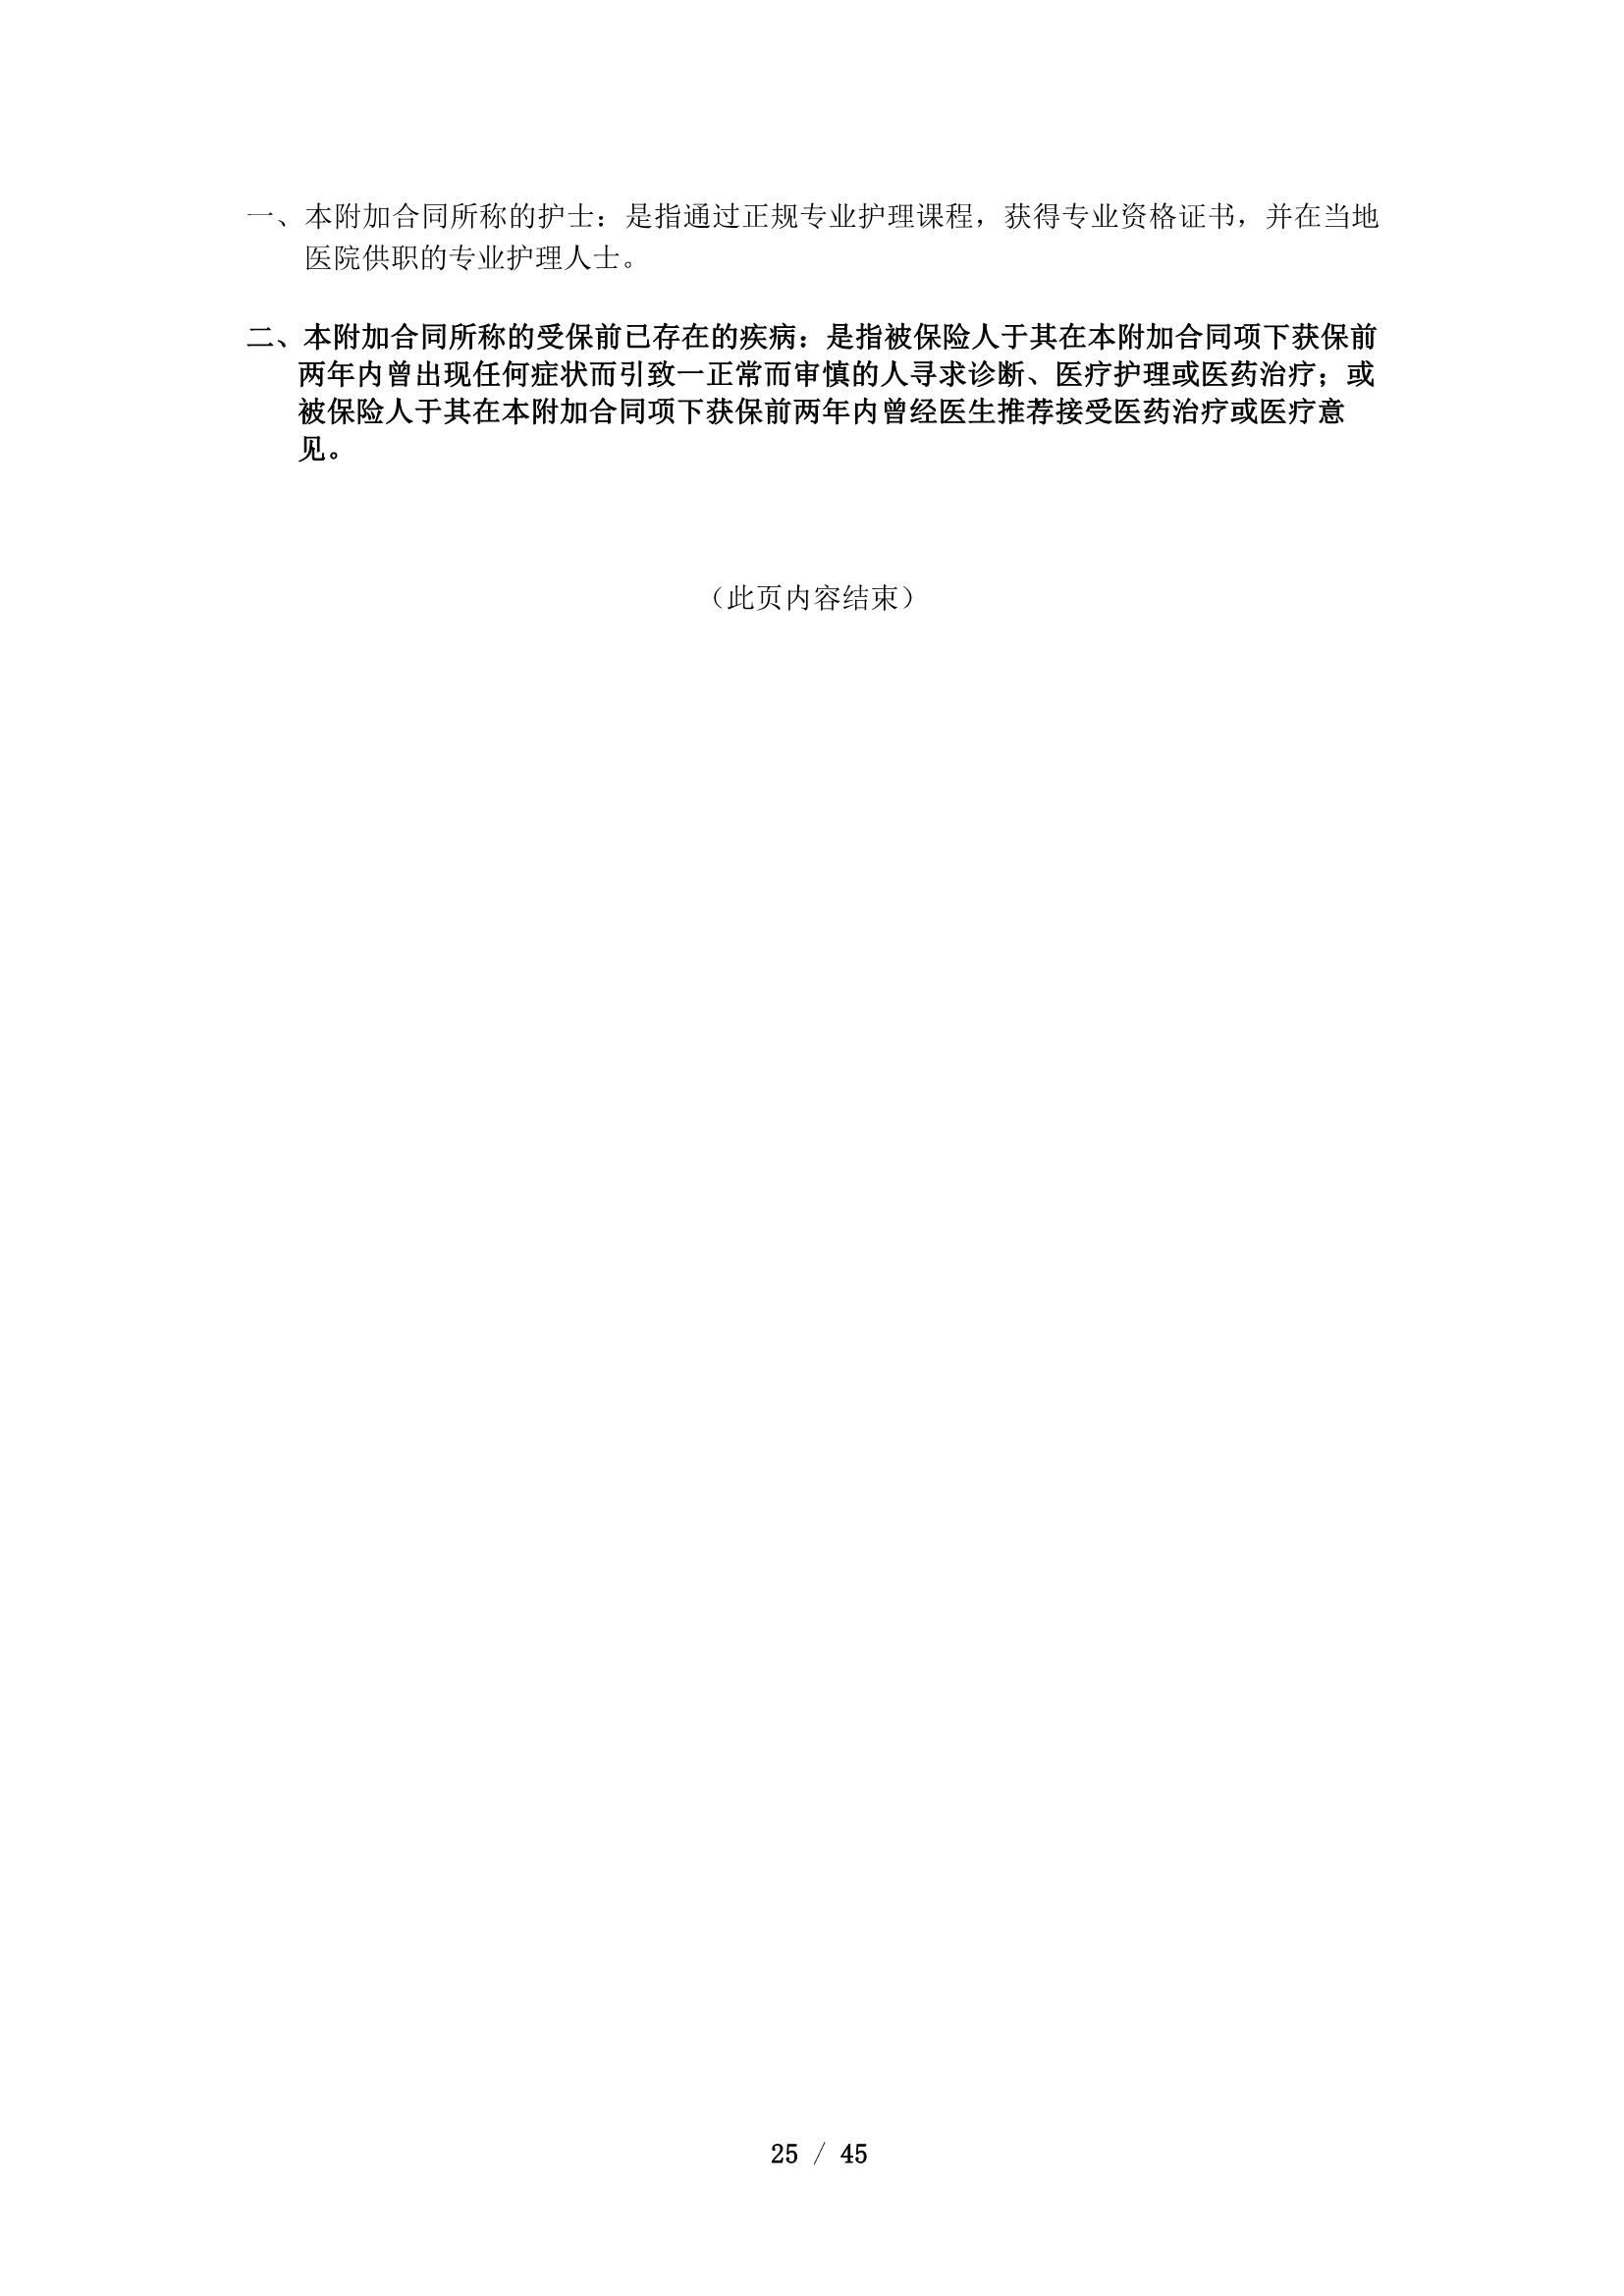 一、本附加合同所称的护士：是指通过正规专业护理课程，获得专业资格证书，并在当地
医院供职的专业护理人士。
二、本附加合同所称的受保前已存在的疾病：是指被保险人于其在本附加合同项下获保前
两年内曾出现任何症状而引致一正常而审慎的人寻求诊断、医疗护理或医药治疗；或
被保险人于其在本附加合同项下获保前两年内曾经医生推荐接受医药治疗或医疗意
见。
（此页内容结束）
25 / 45